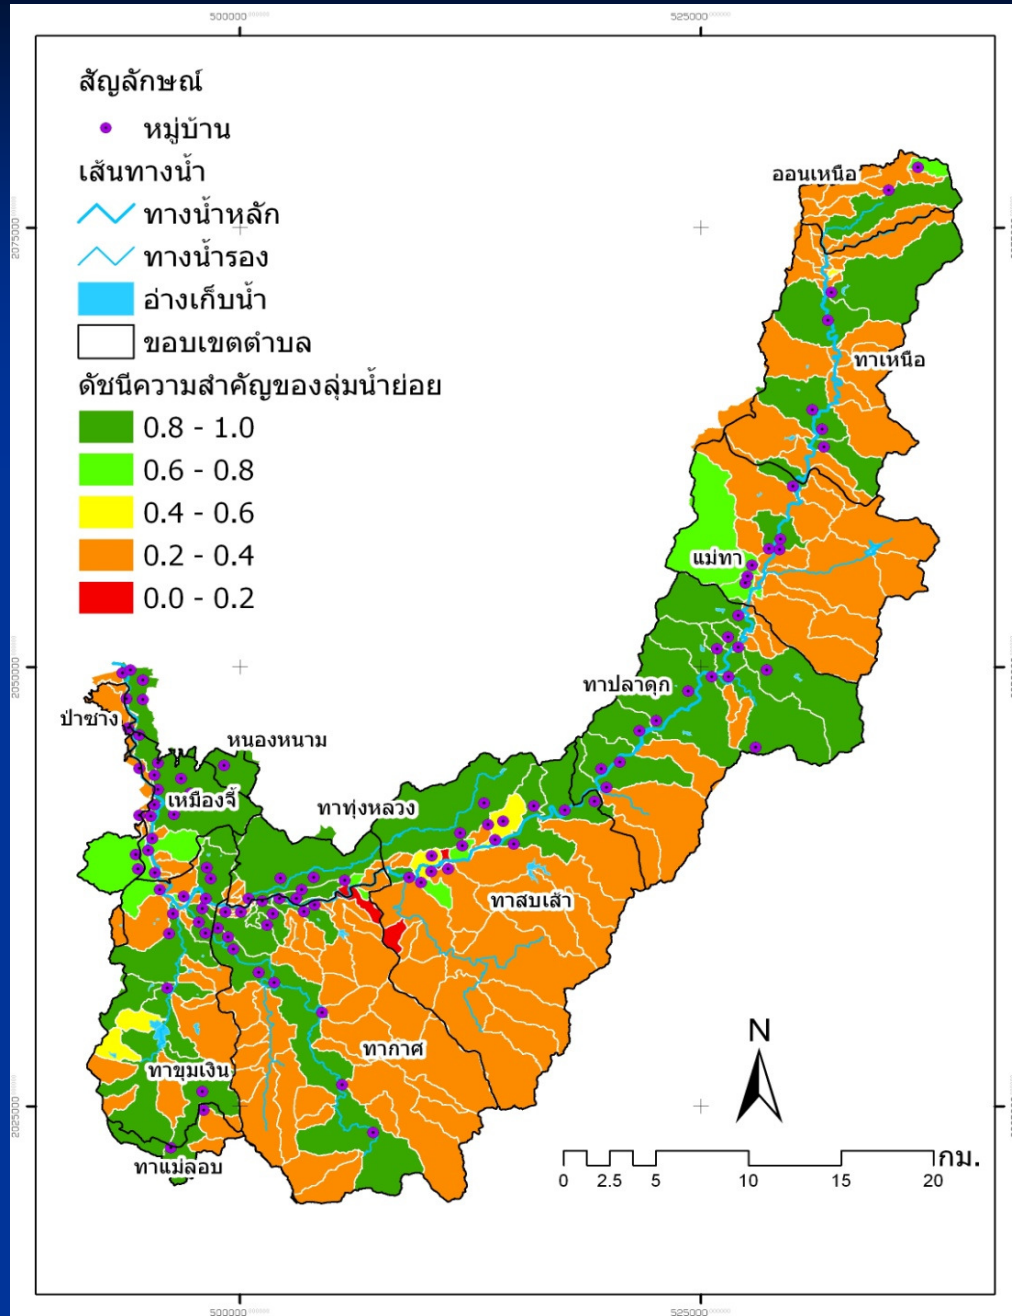 500000
525000
สัญลักษณ์
หมู่บ้าน
เส้นทางน้ำ
ทางน้ำหลัก
ทางน้ำรอง
อ่างเก็บน้ำ
ขอบเขตตำบล
ดัชนีความสำคัญของลุ่มน้ำย่อย
0.8 - 1.0
0.6 - 0.8
0.4 - 0.6
0.2 - 0.4
0.0 - 0.2
ออนเหนือ
2075000
ทาเหนือ
แม่ทา
2050000
ทาปลาดุก
ป่าซาง
หนองหนาม
เหมืองจี้
ทาทุ่งหลวง
ทาสบเส้า
ทากาศ
ทาขุมเงิน
2025000
ทาแม่ลอบ
N
กม.
0 2.5 5 10 15 20
500000
525000